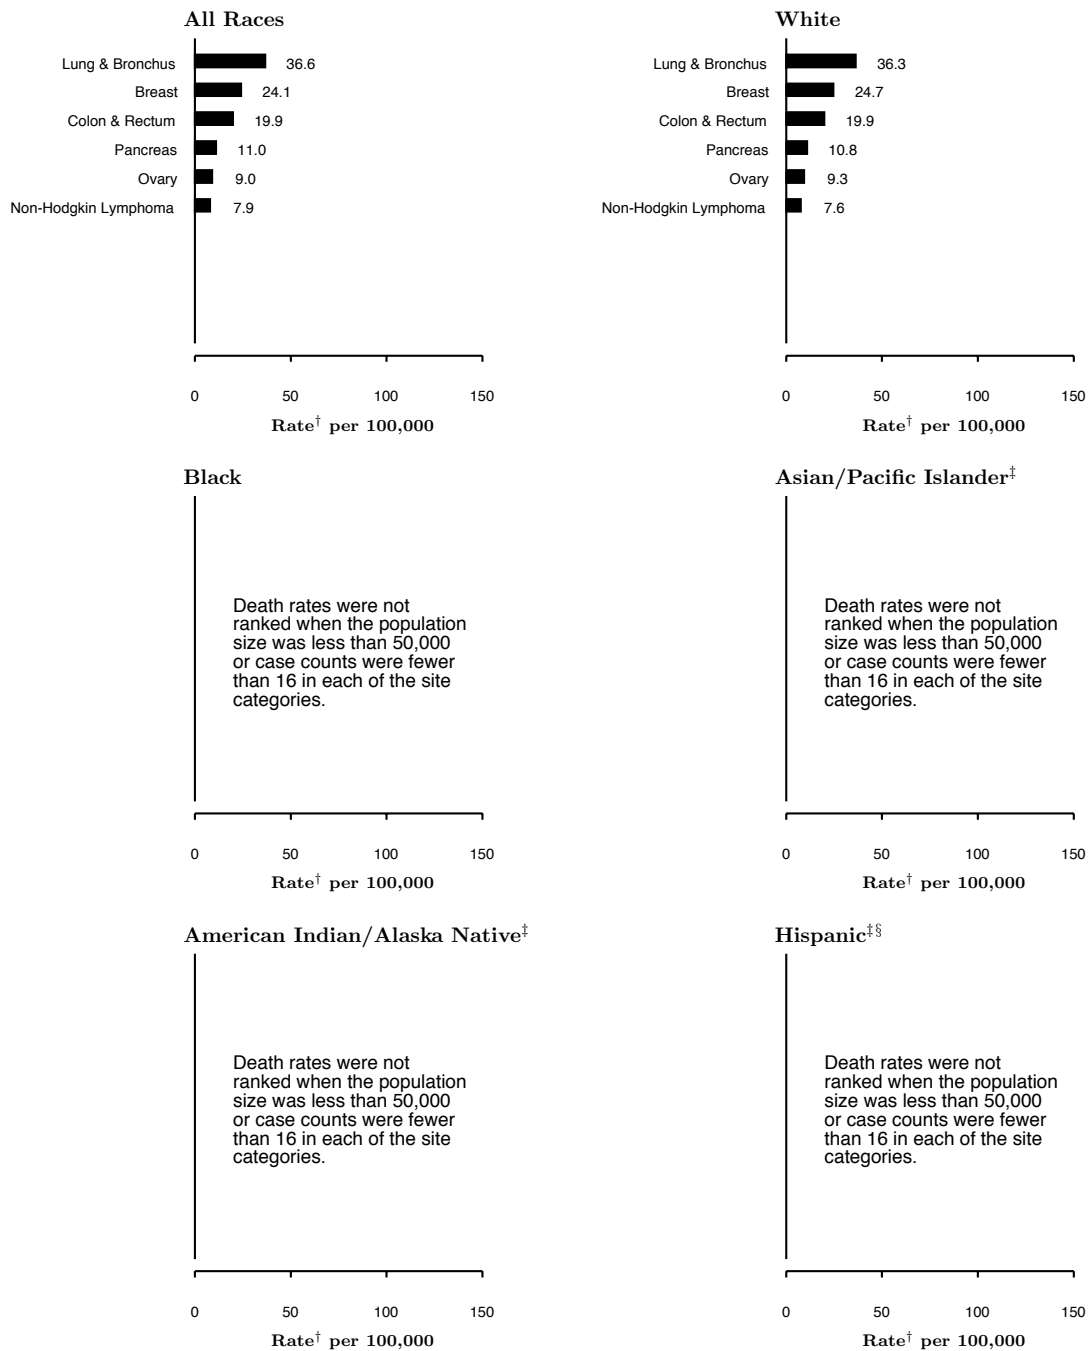 All Races
Lung & Bronchus 36.6
Breast 24.1
Colon & Rectum 19.9
Pancreas 11.0
Ovary 9.0
Non-Hodgkin Lymphoma 7.9
0 50 100 150
Rate† per 100,000
White
Lung & Bronchus 36.3
Breast 24.7
Colon & Rectum 19.9
Pancreas 10.8
Ovary 9.3
Non-Hodgkin Lymphoma 7.6
0 50 100 150
Rate† per 100,000
Black
Death rates were not
ranked when the population
size was less than 50,000
or case counts were fewer
than 16 in each of the site
categories.
0 50 100 150
Rate† per 100,000
Asian/Pacific Islander‡
Death rates were not
ranked when the population
size was less than 50,000
or case counts were fewer
than 16 in each of the site
categories.
0 50 100 150
Rate† per 100,000
American Indian/Alaska Native‡
Death rates were not
ranked when the population
size was less than 50,000
or case counts were fewer
than 16 in each of the site
categories.
0 50 100 150
Rate† per 100,000
Hispanic‡§
Death rates were not
ranked when the population
size was less than 50,000
or case counts were fewer
than 16 in each of the site
categories.
0 50 100 150
Rate† per 100,000